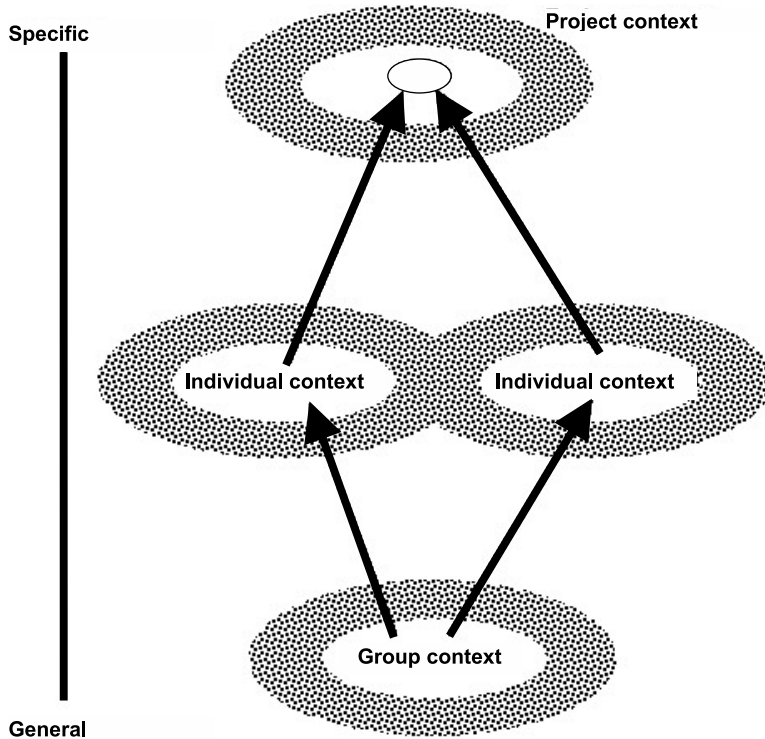 Project context
Specific
Individual context
Individual context
Group context
General